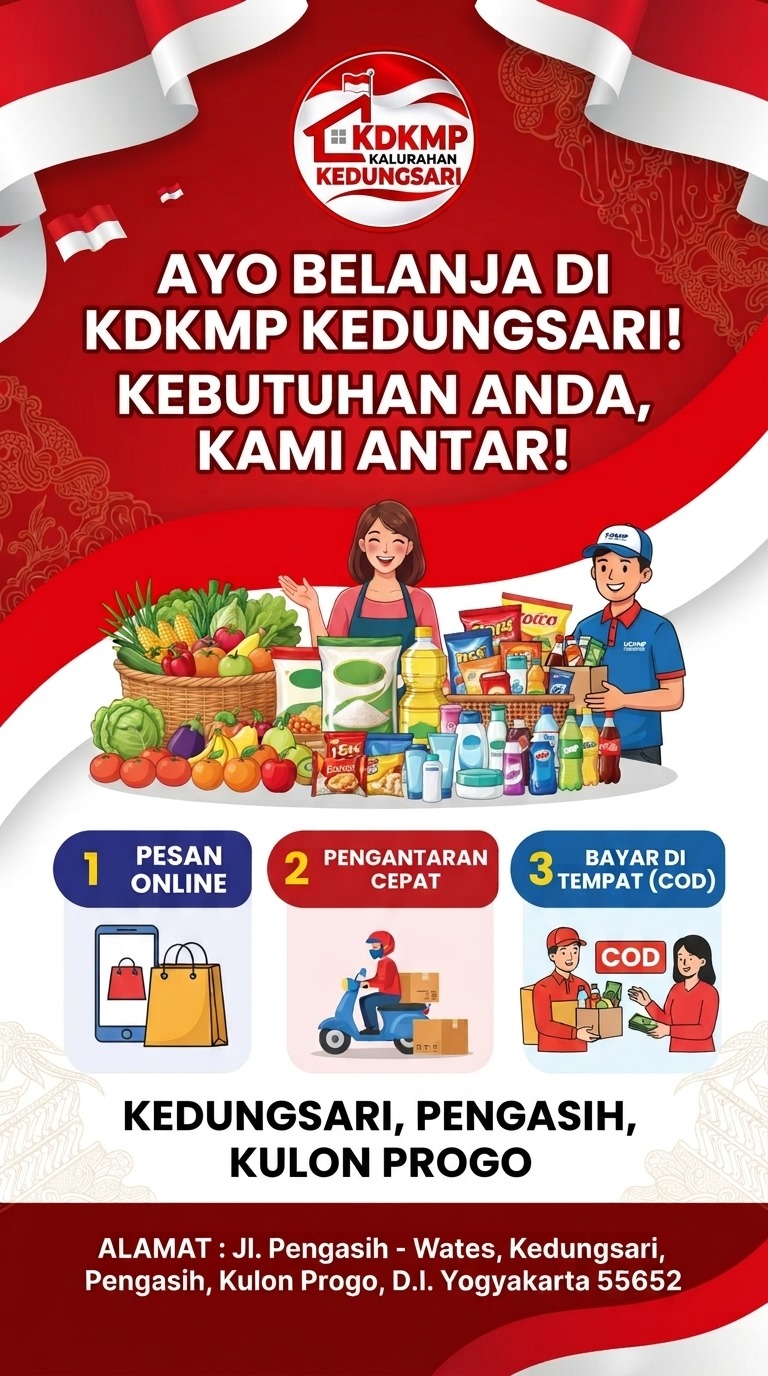 KDKMP
KALURAHAN
KEDUNGSARI
AYO BELANJA DI
KDKMP KEDUNGSARI!
KEBUTUHAN ANDA,
KAMI ANTAR!
1 PESAN
ONLINE
2 PENGANTARAN
CEPAT
3 BAYAR DI
TEMPAT (COD)
COD
KEDUNGSARI, PENGASIH,
KULON PROGO
ALAMAT : Jl. Pengasih - Wates, Kedungsari,
Pengasih, Kulon Progo, D.I. Yogyakarta 55652